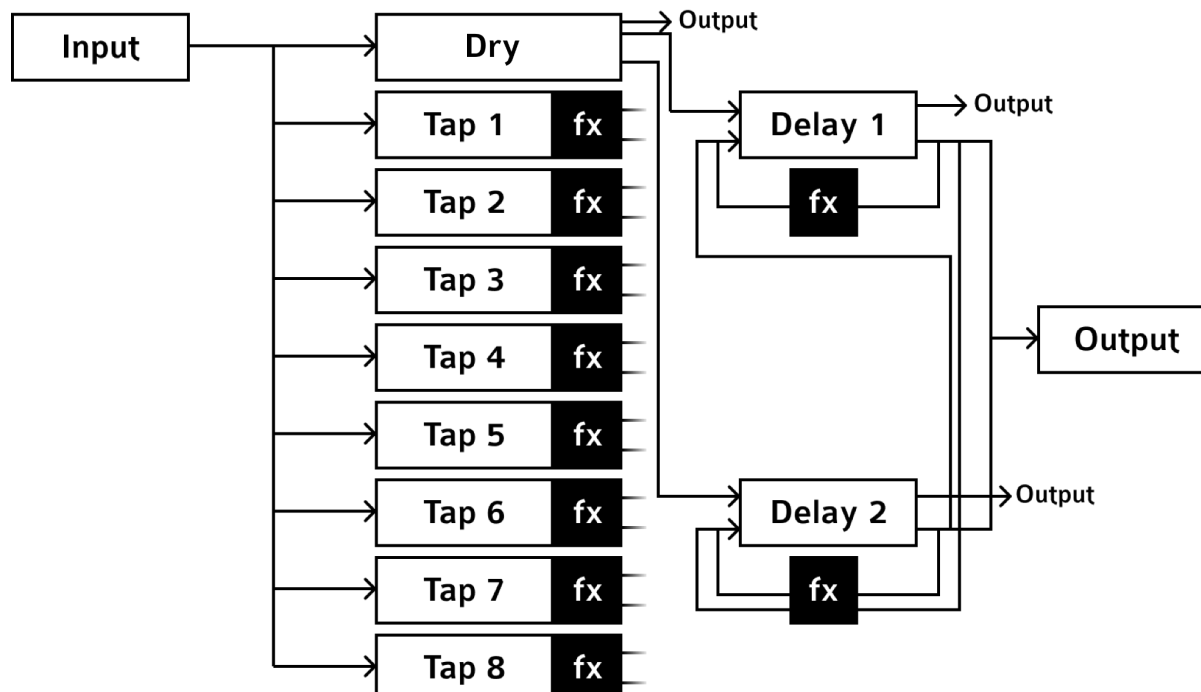 Input
Dry
Output
Tap 1 fx
Delay 1
Output
Tap 2 fx
fx
Tap 3 fx
Tap 4 fx
Output
Tap 5 fx
Tap 6 fx
Delay 2
Output
Tap 7 fx
fx
Tap 8 fx